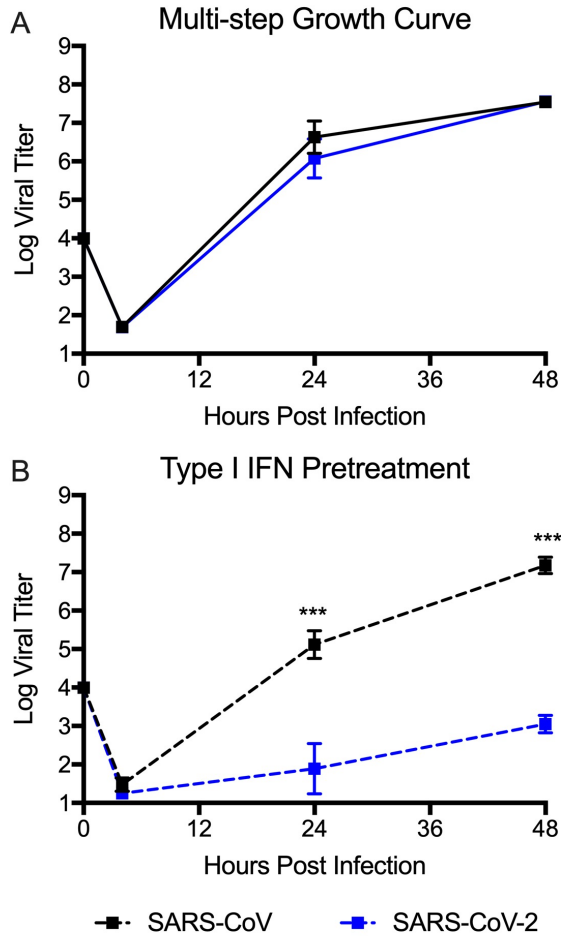 A
Multi-step Growth Curve
9
8
7
6
5
4
3
2
1
Log Viral Titer
0 12 24 36 48
Hours Post Infection
B
Type I IFN Pretreatment
9
8
7
6
5
4
3
2
1
Log Viral Titer
***
***
0 12 24 36 48
Hours Post Infection
SARS-CoV SARS-CoV-2